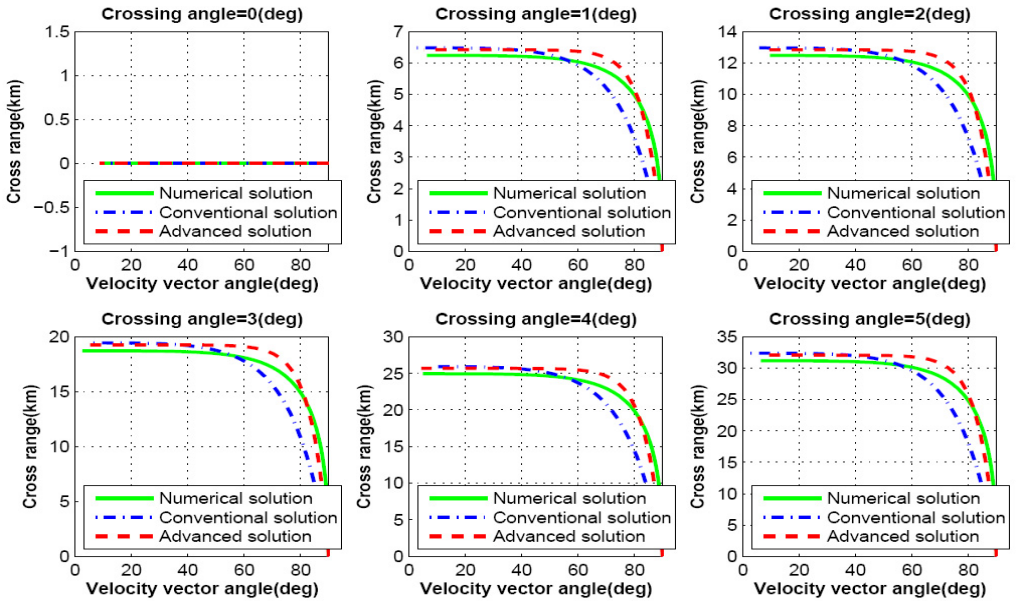 Crossing angle=0(deg)
Cross range(km)
1.5
1
0.5
0
−0.5
−1
Numerical solution
Conventional solution
Advanced solution
0
20
40
60
80
Velocity vector angle(deg)
Crossing angle=1(deg)
Cross range(km)
7
6
5
4
3
2
1
0
Numerical solution
Conventional solution
Advanced solution
0
20
40
60
80
Velocity vector angle(deg)
Crossing angle=2(deg)
Cross range(km)
14
12
10
8
6
4
2
0
Numerical solution
Conventional solution
Advanced solution
0
20
40
60
80
Velocity vector angle(deg)
Crossing angle=3(deg)
Cross range(km)
20
15
10
5
0
Numerical solution
Conventional solution
Advanced solution
0
20
40
60
80
Velocity vector angle(deg)
Crossing angle=4(deg)
Cross range(km)
30
25
20
15
10
5
0
Numerical solution
Conventional solution
Advanced solution
0
20
40
60
80
Velocity vector angle(deg)
Crossing angle=5(deg)
Cross range(km)
35
30
25
20
15
10
5
0
Numerical solution
Conventional solution
Advanced solution
0
20
40
60
80
Velocity vector angle(deg)